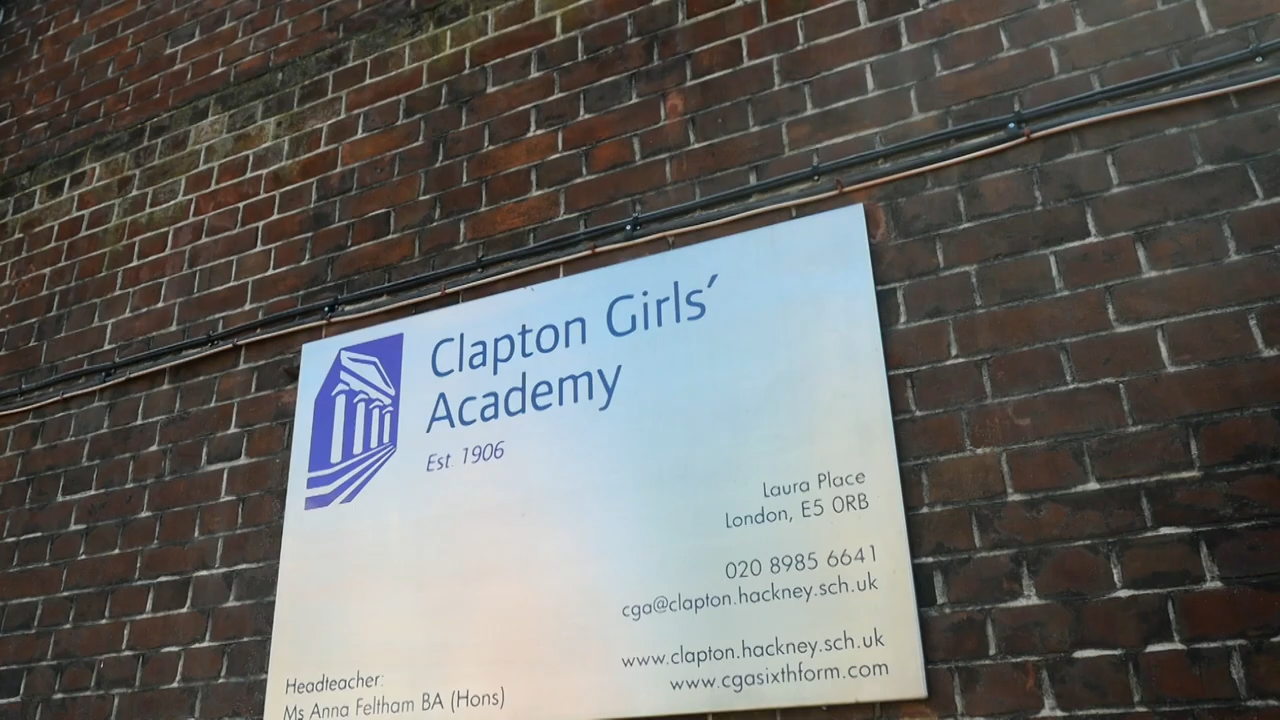 Clapton Girls'
Academy
Est. 1906
Laura Place
London, E5 0RB
020 8985 6641
cga@clapton.hackney.sch.uk
www.clapton.hackney.sch.uk
www.cgasixthform.com
Headteacher:
Ms Anna Feltham BA (Hons)